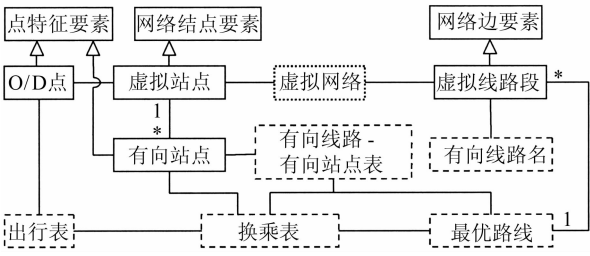 点特征要素
网络结点要素
网络边要素
O/D点
虚拟站点
虚拟网络
虚拟线路段
*
1
*
有向站点
有向线路 -
有向站点表
有向线路名
出行表
换乘表
最优路线
1